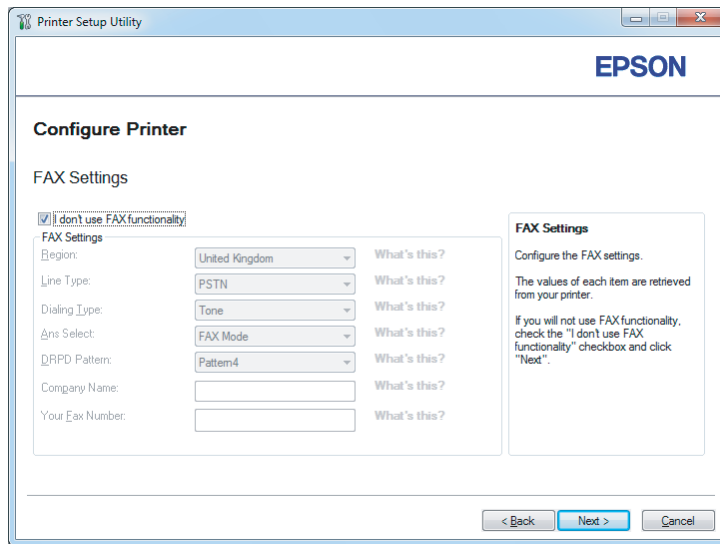 Printer Setup Utility
EPSON
Configure Printer
FAX Settings
I don't use FAX functionality
FAX Settings
Region: United Kingdom What's this?
Line Type: PSTN What's this?
Dialing Type: Tone What's this?
Ans Select: FAX Mode What's this?
DRPD Pattern: Pattern4 What's this?
Company Name: What's this?
Your Fax Number: What's this?
FAX Settings
Configure the FAX settings.
The values of each item are retrieved
from your printer.
If you will not use FAX functionality,
check the "I don't use FAX
functionality" checkbox and click
"Next".
< Back Next > Cancel